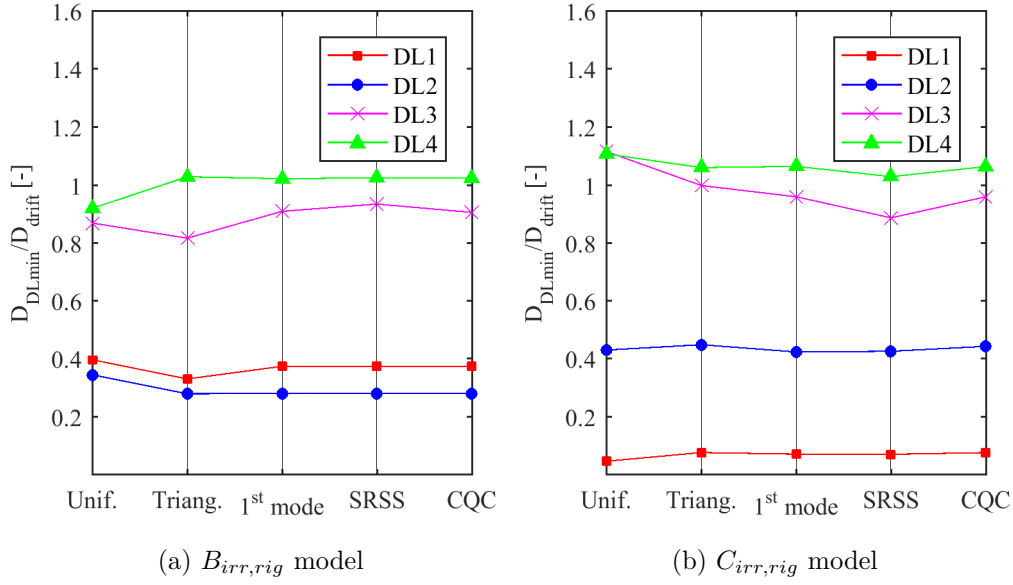 1.6
1.4
1.2
1
0.8
0.6
0.4
0.2
D_DLmin/D_drift [-]
DL1
DL2
DL3
DL4
Unif. Triang. 1st mode SRSS CQC
(a) B_irr,rig model
1.6
1.4
1.2
1
0.8
0.6
0.4
0.2
D_DLmin/D_drift [-]
DL1
DL2
DL3
DL4
Unif. Triang. 1st mode SRSS CQC
(b) C_irr,rig model